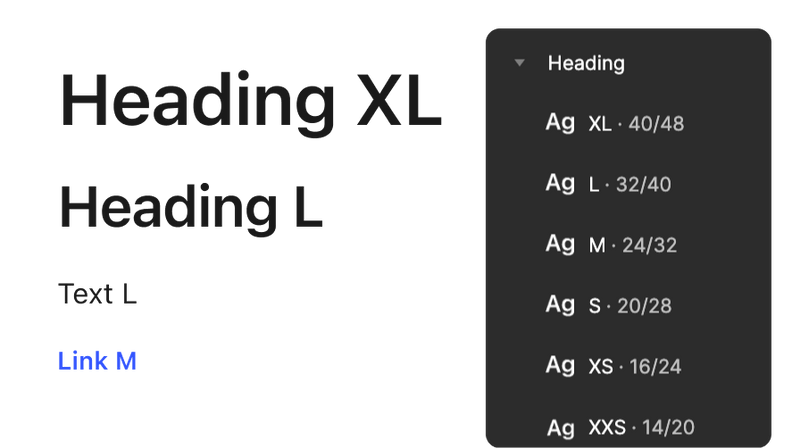 Heading XL
Heading L
Text L
Link M
Heading
Ag XL · 40/48
Ag L · 32/40
Ag M · 24/32
Ag S · 20/28
Ag XS · 16/24
Ag XXS · 14/20